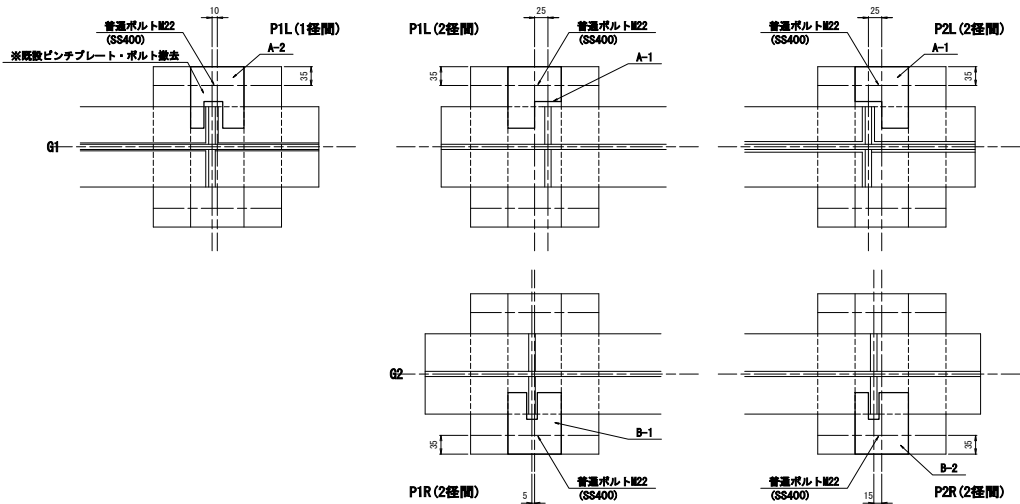 10
普通ボルトM22
(SS400)
P1L(1径間)
※既設ピンチプレート・ボルト撤去
A-2
35
P1L(2径間)
25
普通ボルトM22
(SS400)
A-1
35
25
普通ボルトM22
(SS400)
P2L(2径間)
A-1
35
G1
G2
B-1
35
普通ボルトM22
(SS400)
P1R(2径間)
5
35
B-2
普通ボルトM22
(SS400)
15
P2R(2径間)